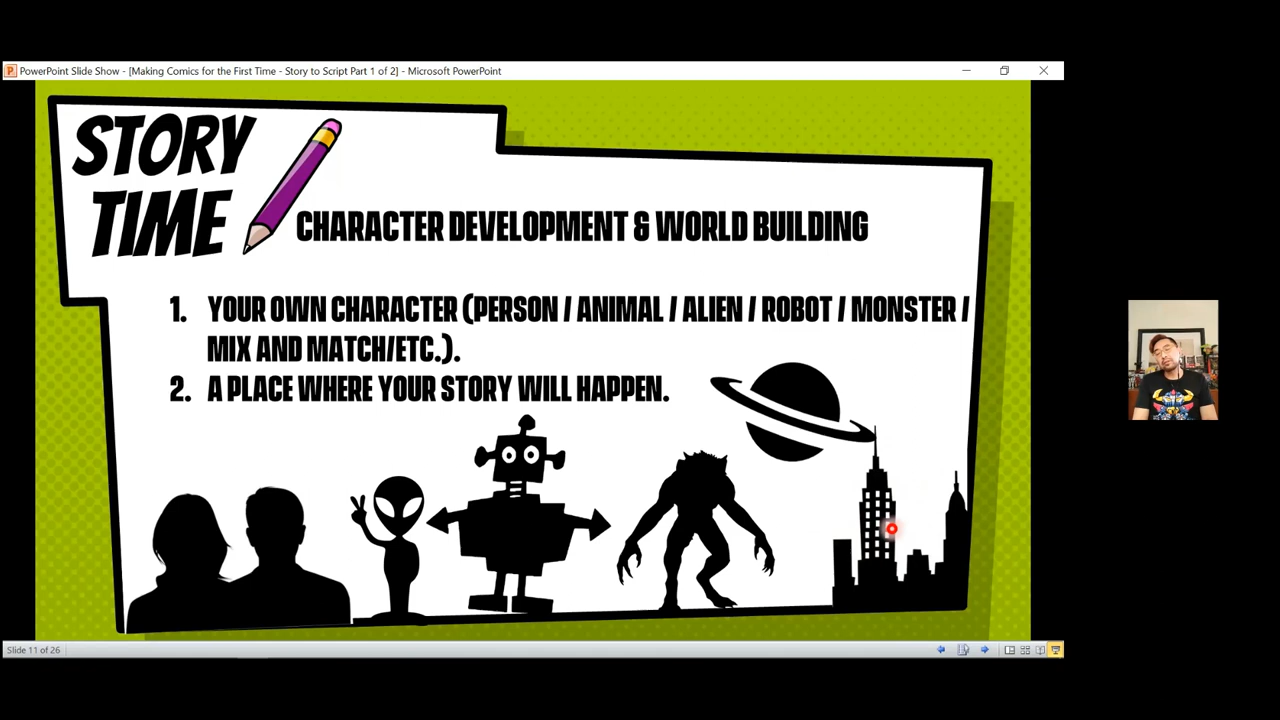 PowerPoint Slide Show - [Making Comics for the First Time - Story to Script Part 1 of 2] - Microsoft PowerPoint
STORY
TIME
CHARACTER DEVELOPMENT & WORLD BUILDING
1. YOUR OWN CHARACTER (PERSON / ANIMAL / ALIEN / ROBOT / MONSTER /
MIX AND MATCH/ETC.).
2. A PLACE WHERE YOUR STORY WILL HAPPEN.
Slide 11 of 26